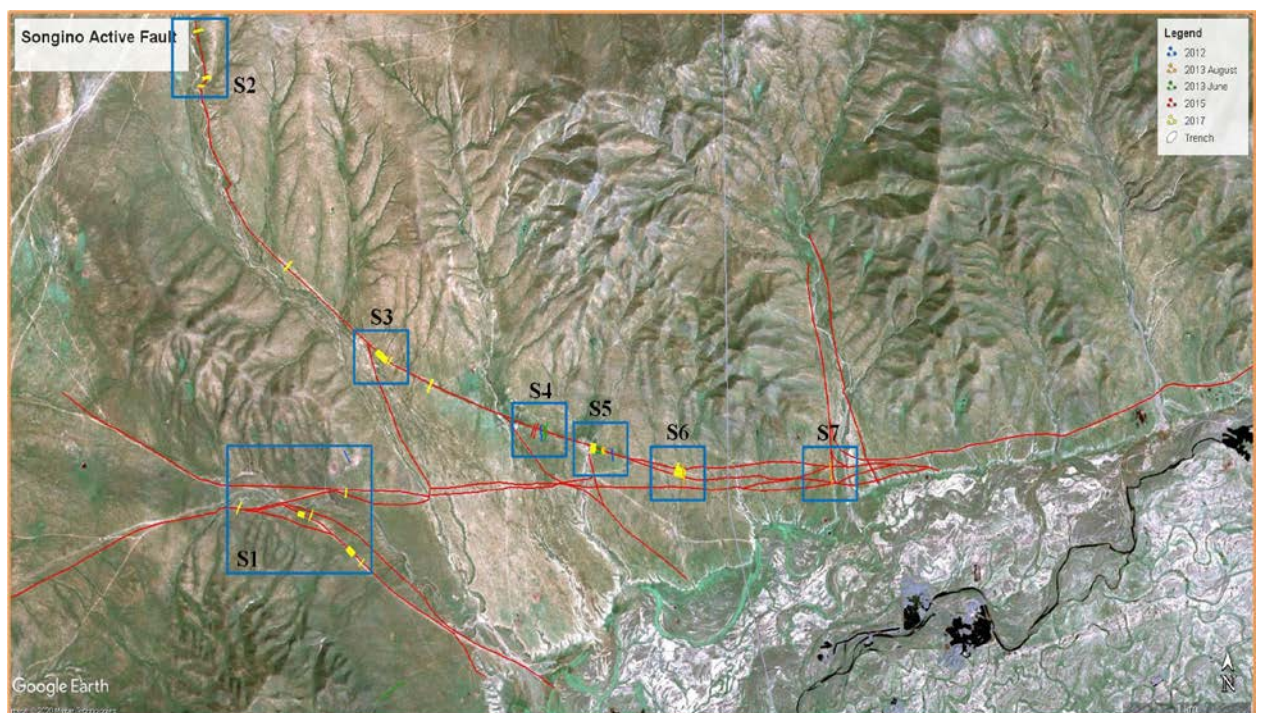 Songino Active Fault
Legend
2012
2013 August
2013 June
2015
2017
Trench
S2
S3
S4
S5
S6
S7
S1
Google Earth
N